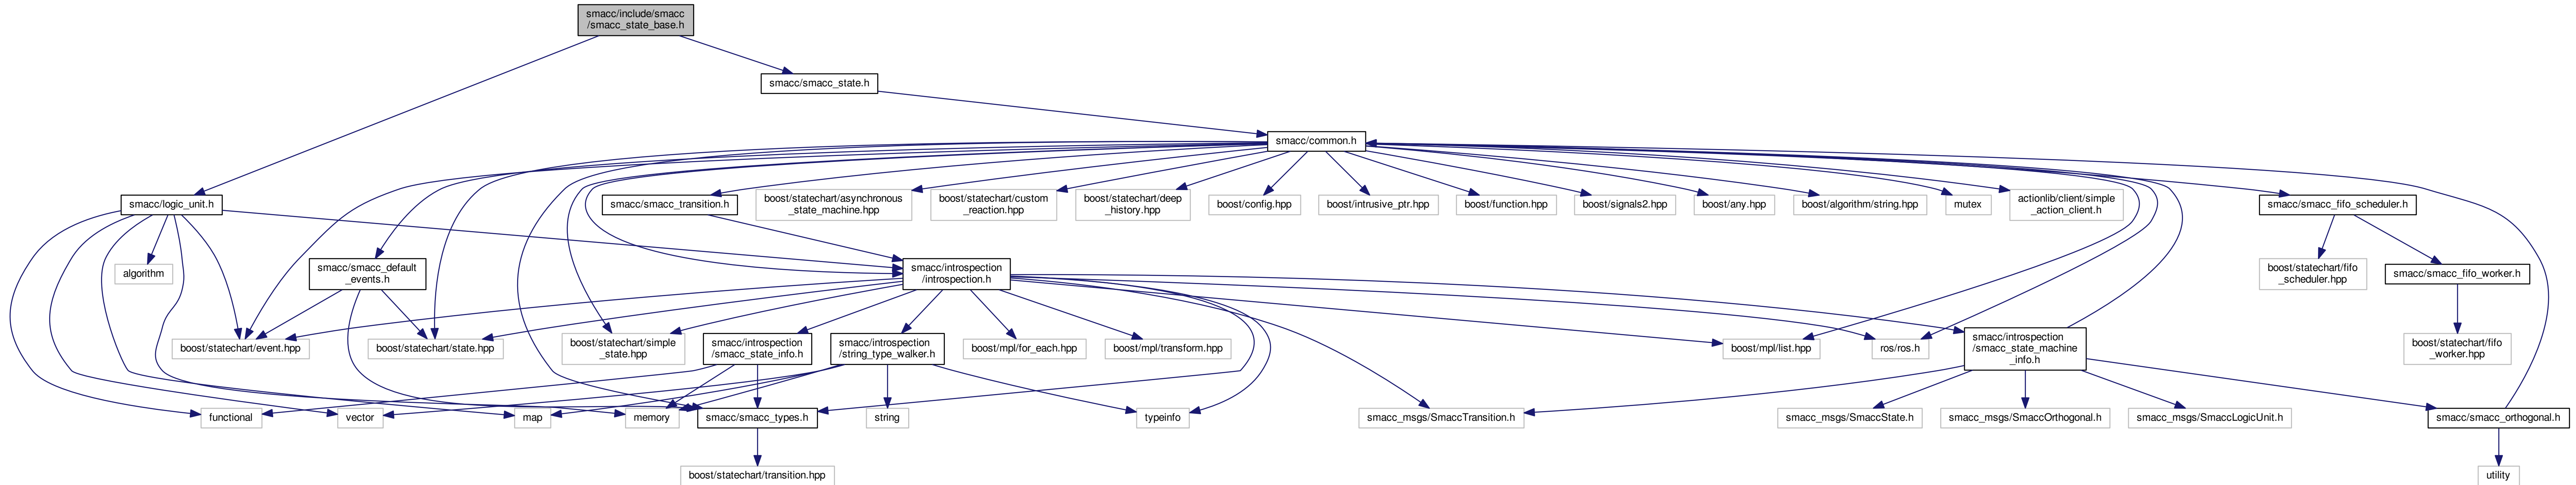 smacc/include/smacc
/smacc_state_base.h
smacc/smacc_state.h
smacc/common.h
smacc/logic_unit.h
smacc/smacc_transition.h
boost/statechart/asynchronous
_state_machine.hpp
boost/statechart/custom
_reaction.hpp
boost/statechart/deep
_history.hpp
boost/config.hpp
boost/intrusive_ptr.hpp
boost/function.hpp
boost/signals2.hpp
boost/any.hpp
boost/algorithm/string.hpp
mutex
actionlib/client/simple
_action_client.h
smacc/smacc_fifo_scheduler.h
algorithm
smacc/smacc_default
_events.h
smacc/introspection
/introspection.h
boost/statechart/fifo
_scheduler.hpp
smacc/smacc_fifo_worker.h
boost/statechart/event.hpp
boost/statechart/state.hpp
boost/statechart/simple
_state.hpp
smacc/introspection
/smacc_state_info.h
smacc/introspection
/string_type_walker.h
boost/mpl/for_each.hpp
boost/mpl/transform.hpp
boost/mpl/list.hpp
ros/ros.h
smacc/introspection
/smacc_state_machine
_info.h
boost/statechart/fifo
_worker.hpp
functional
vector
map
memory
smacc/smacc_types.h
string
typeinfo
smacc_msgs/SmaccTransition.h
smacc_msgs/SmaccState.h
smacc_msgs/SmaccOrthogonal.h
smacc_msgs/SmaccLogicUnit.h
smacc/smacc_orthogonal.h
boost/statechart/transition.hpp
utility